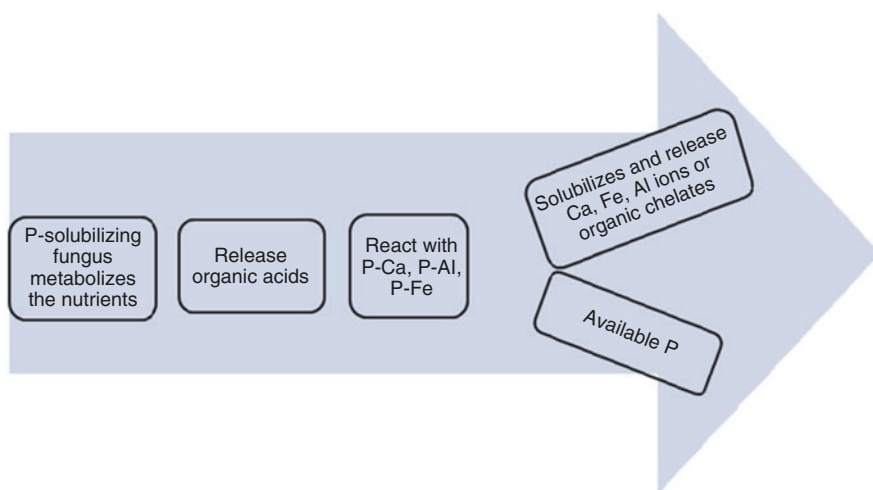 P-solubilizing
fungus
metabolizes
the nutrients
Release
organic acids
React with
P-Ca, P-Al,
P-Fe
Solubilizes and release
Ca, Fe, Al ions or
organic chelates
Available P